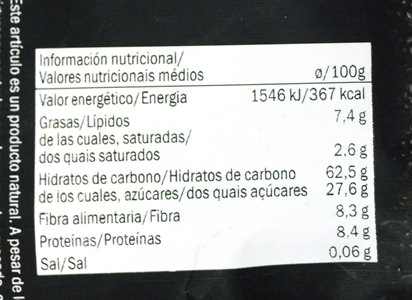 Este artículo es un producto natural. A pesar de
Información nutricional/
Valores nutricionais médios ø/100g
Valor energético/Energia 1546 kJ/367 kcal
Grasas/Lípidos 7,4 g
de las cuales, saturadas/
dos quais saturados 2.6 g
Hidratos de carbono/Hidratos de carbono 62,5 g
de los cuales, azúcares/dos quais açúcares 27,6 g
Fibra alimentaria/Fibra 8,3 g
Proteínas/Proteínas 8.4 g
Sal/Sal 0,06 g